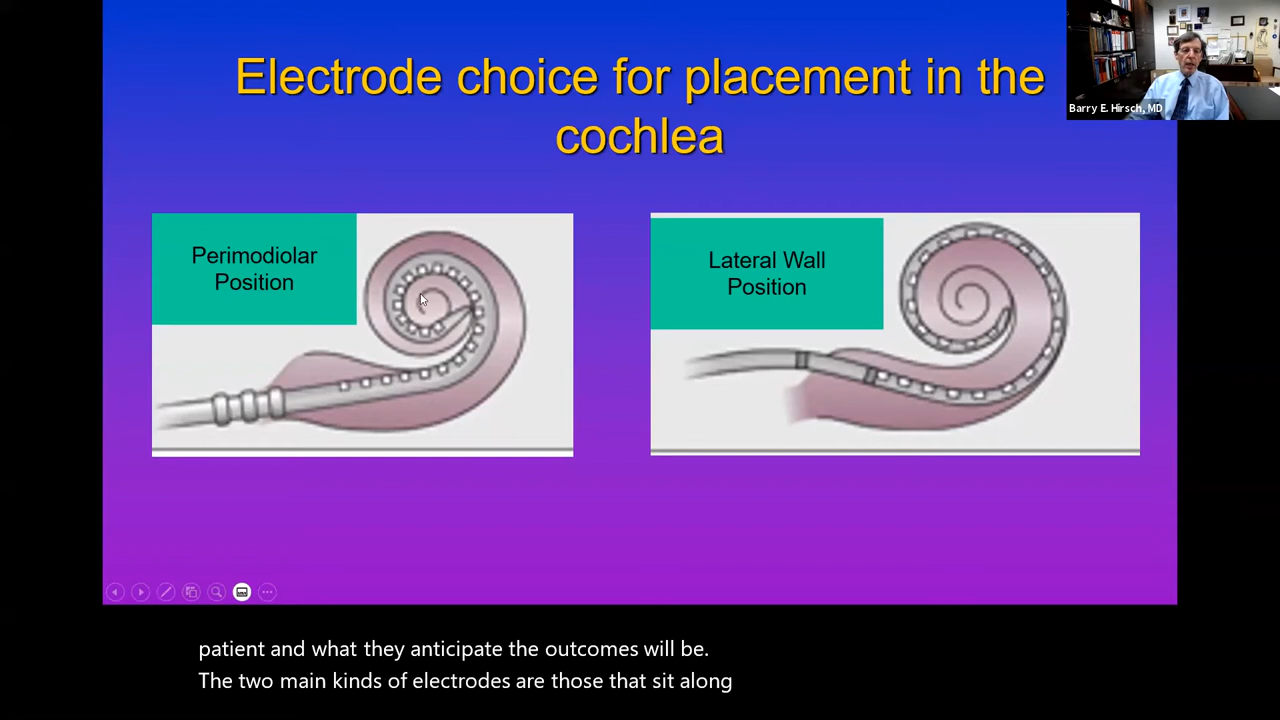 Electrode choice for placement in the
cochlea
Barry E. Hirsch, MD
Perimodiolar
Position
Lateral Wall
Position
patient and what they anticipate the outcomes will be.
The two main kinds of electrodes are those that sit along